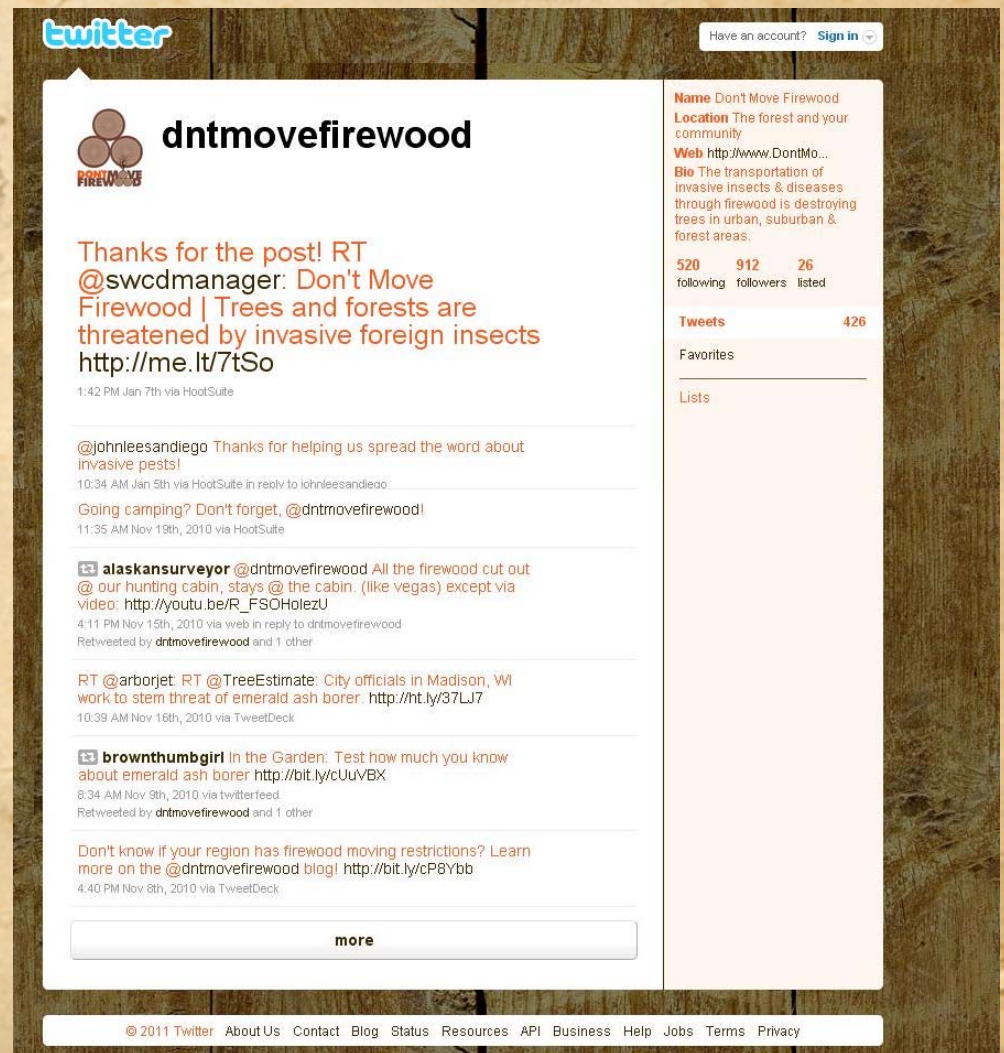 twitter
Have an account? Sign in
dntmovefirewood
DONT MOVE
FIREWOOD
Thanks for the post! RT
@swcdmanager: Don't Move
Firewood | Trees and forests are
threatened by invasive foreign insects
http://me.lt/7tSo
1:42 PM Jan 7th via HootSuite
@johnleesandiego Thanks for helping us spread the word about
invasive pests!
10:34 AM Jan 5th via HootSuite in reply to johnleesandiego
Going camping? Don't forget, @dntmovefirewood!
11:35 AM Nov 19th, 2010 via HootSuite
alaskansurveyor @dntmovefirewood All the firewood cut out
@ our hunting cabin, stays @ the cabin. (like vegas) except via
video: http://youtu.be/R_FSOHolezU
4:11 PM Nov 15th, 2010 via web in reply to dntmovefirewood
Retweeted by dntmovefirewood and 1 other
RT @arborjet: RT @TreeEstimate: City officials in Madison, WI
work to stem threat of emerald ash borer. http://ht.ly/37LJ7
10:39 AM Nov 16th, 2010 via TweetDeck
brownthumbgirl In the Garden: Test how much you know
about emerald ash borer http://bit.ly/cUuVBX
8:34 AM Nov 9th, 2010 via twitterfeed
Retweeted by dntmovefirewood and 1 other
Don't know if your region has firewood moving restrictions? Learn
more on the @dntmovefirewood blog! http://bit.ly/cP8Ybb
4:40 PM Nov 8th, 2010 via TweetDeck
more
Name Don't Move Firewood
Location The forest and your
community
Web http://www.DontMo...
Bio The transportation of
invasive insects & diseases
through firewood is destroying
trees in urban, suburban &
forest areas.
520 912 26
following followers listed
Tweets 426
Favorites
Lists
© 2011 Twitter About Us Contact Blog Status Resources API Business Help Jobs Terms Privacy